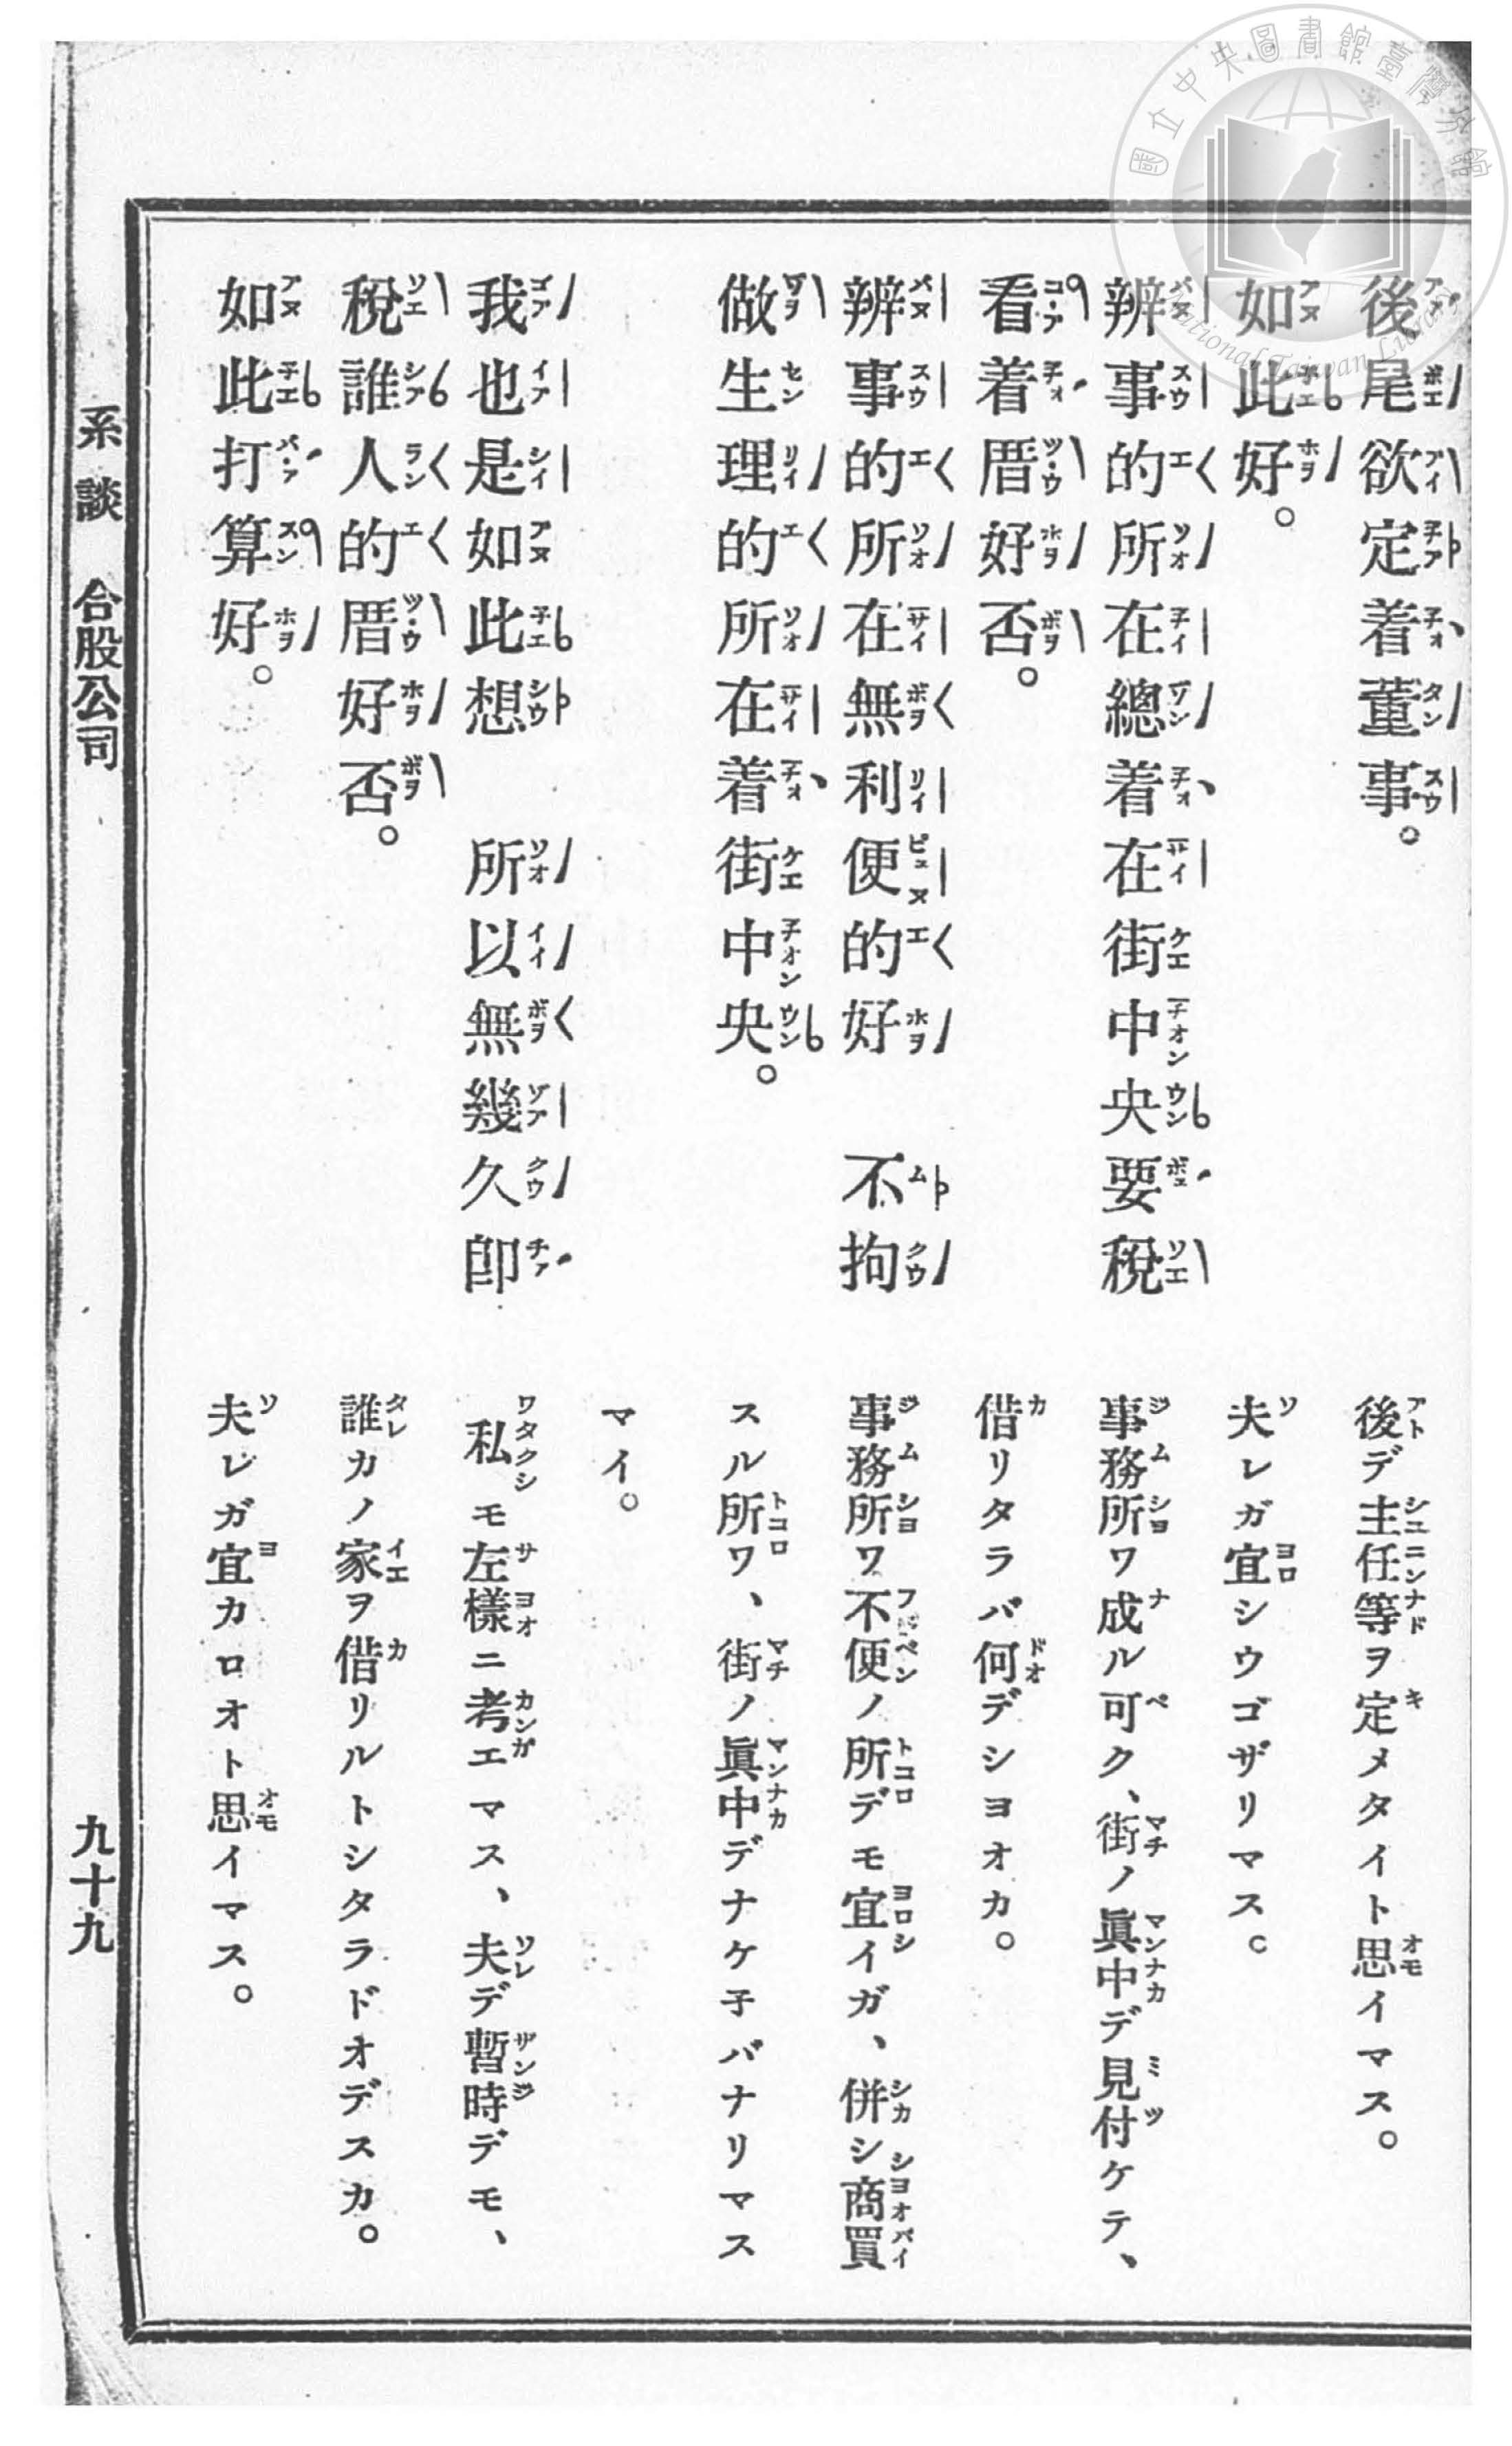 國立中央圖書館臺灣分館
National Taiwan Library
後尾欲定着董事。
如此好。
辨事的所在總着在街中央要稅
看着厝好否。
辨事的所在無利便的好 不拘
做生理的所在着街中央。
我也是如此想 所以無幾久卽
稅誰人的厝好否。
如此打算好。
後デ主任等ヲ定メタイト思イマス。
夫レガ宜シウゴザリマス。
事務所ワ成ル可ク、街ノ眞中デ見付ケテ、
借リタラバ何デシヨオカ。
事務所ワ不便ノ所デモ宜イガ、併シ商買
スル所ワ、街ノ眞中デナケ子バナリマス
マイ。
私モ左樣ニ考エマス、夫デ暫時デモ、
誰カノ家ヲ借リルトシタラドオデスカ。
夫レガ宜カロオト思イマス。
系談 合股公司 九十九